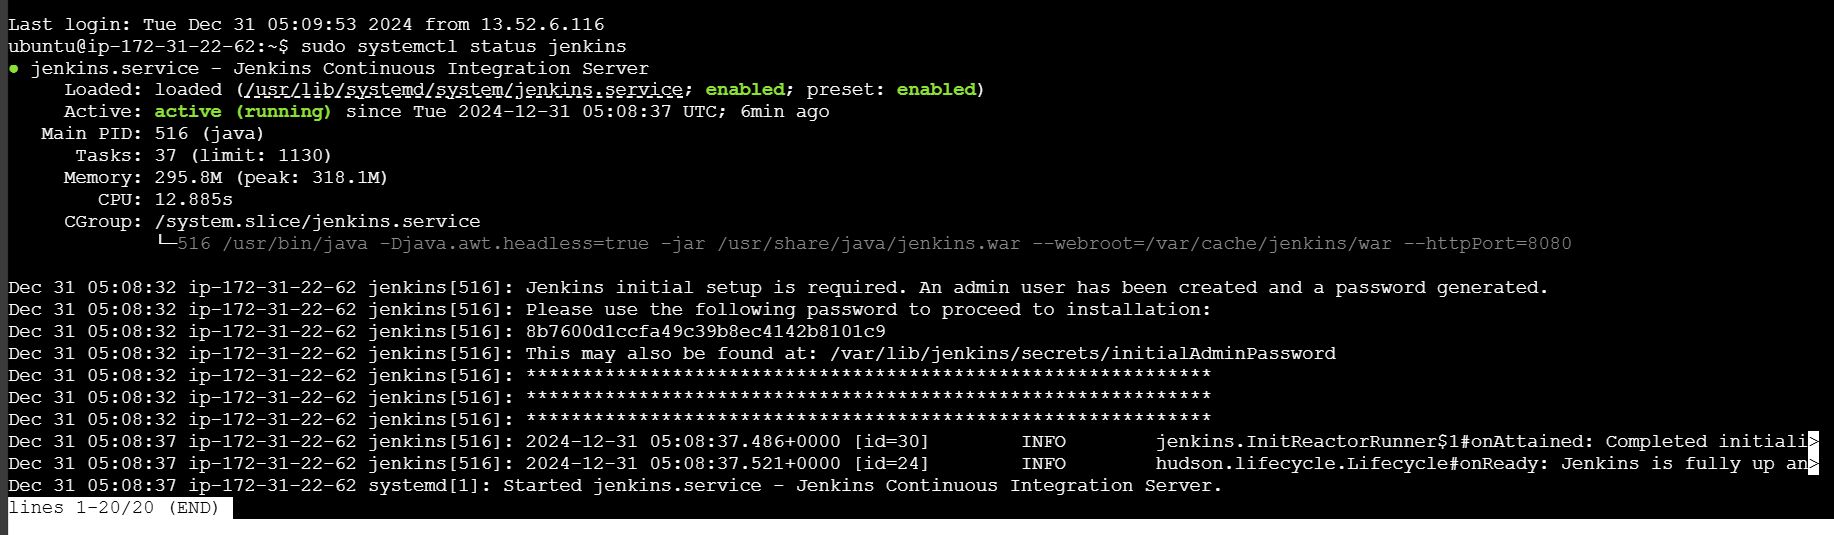 Last login: Tue Dec 31 05:09:53 2024 from 13.52.6.116
ubuntu@ip-172-31-22-62:~$ sudo systemctl status jenkins
● jenkins.service - Jenkins Continuous Integration Server
     Loaded: loaded (/usr/lib/systemd/system/jenkins.service; enabled; preset: enabled)
     Active: active (running) since Tue 2024-12-31 05:08:37 UTC; 6min ago
   Main PID: 516 (java)
      Tasks: 37 (limit: 1130)
     Memory: 295.8M (peak: 318.1M)
        CPU: 12.885s
     CGroup: /system.slice/jenkins.service
             └─516 /usr/bin/java -Djava.awt.headless=true -jar /usr/share/java/jenkins.war --webroot=/var/cache/jenkins/war --httpPort=8080
Dec 31 05:08:32 ip-172-31-22-62 jenkins[516]: Jenkins initial setup is required. An admin user has been created and a password generated.
Dec 31 05:08:32 ip-172-31-22-62 jenkins[516]: Please use the following password to proceed to installation:
Dec 31 05:08:32 ip-172-31-22-62 jenkins[516]: 8b7600d1ccfa49c39b8ec4142b8101c9
Dec 31 05:08:32 ip-172-31-22-62 jenkins[516]: This may also be found at: /var/lib/jenkins/secrets/initialAdminPassword
Dec 31 05:08:32 ip-172-31-22-62 jenkins[516]: *************************************************************
Dec 31 05:08:32 ip-172-31-22-62 jenkins[516]: *************************************************************
Dec 31 05:08:32 ip-172-31-22-62 jenkins[516]: *************************************************************
Dec 31 05:08:37 ip-172-31-22-62 jenkins[516]: 2024-12-31 05:08:37.486+0000 [id=30]        INFO        jenkins.InitReactorRunner$1#onAttained: Completed initiali>
Dec 31 05:08:37 ip-172-31-22-62 jenkins[516]: 2024-12-31 05:08:37.521+0000 [id=24]        INFO        hudson.lifecycle.Lifecycle#onReady: Jenkins is fully up an>
Dec 31 05:08:37 ip-172-31-22-62 systemd[1]: Started jenkins.service - Jenkins Continuous Integration Server.
lines 1-20/20 (END)